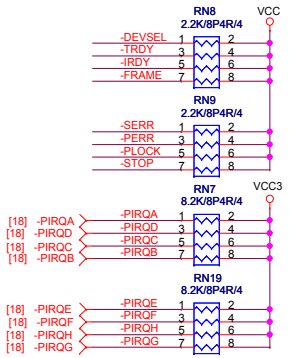 RN8 VCC
2.2K/8P4R/4
-DEVSEL 1 2
-TRDY 3 4
-IRDY 5 6
-FRAME 7 8
RN9
2.2K/8P4R/4
-SERR 1 2
-PERR 3 4
-PLOCK 5 6
-STOP 7 8
RN7 VCC3
8.2K/8P4R/4
[18] -PIRQA -PIRQA 1 2
[18] -PIRQD -PIRQD 3 4
[18] -PIRQC -PIRQC 5 6
[18] -PIRQB -PIRQB 7 8
RN19
8.2K/8P4R/4
[18] -PIRQE -PIRQE 1 2
[18] -PIRQF -PIRQF 3 4
[18] -PIRQH -PIRQH 5 6
[18] -PIRQG -PIRQG 7 8